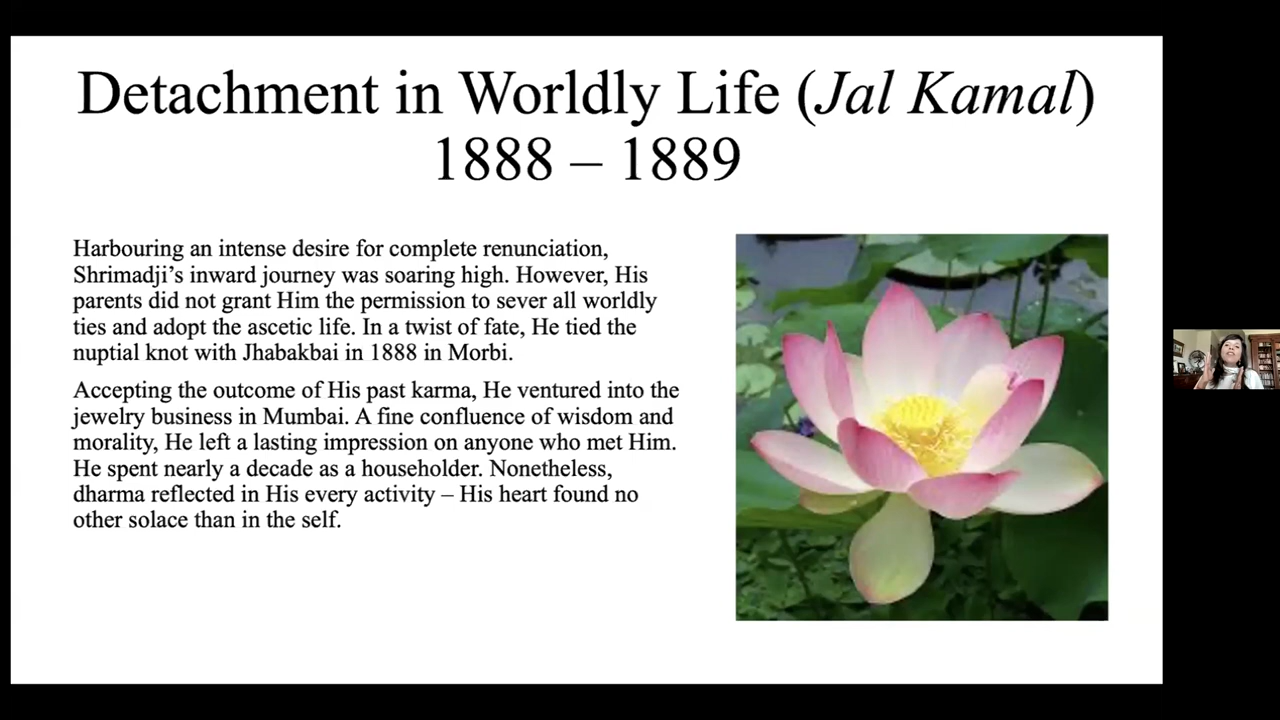 Detachment in Worldly Life (Jal Kamal)
1888 – 1889
Harbouring an intense desire for complete renunciation,
Shrimadji’s inward journey was soaring high. However, His
parents did not grant Him the permission to sever all worldly
ties and adopt the ascetic life. In a twist of fate, He tied the
nuptial knot with Jhabakbai in 1888 in Morbi.
Accepting the outcome of His past karma, He ventured into the
jewelry business in Mumbai. A fine confluence of wisdom and
morality, He left a lasting impression on anyone who met Him.
He spent nearly a decade as a householder. Nonetheless,
dharma reflected in His every activity – His heart found no
other solace than in the self.